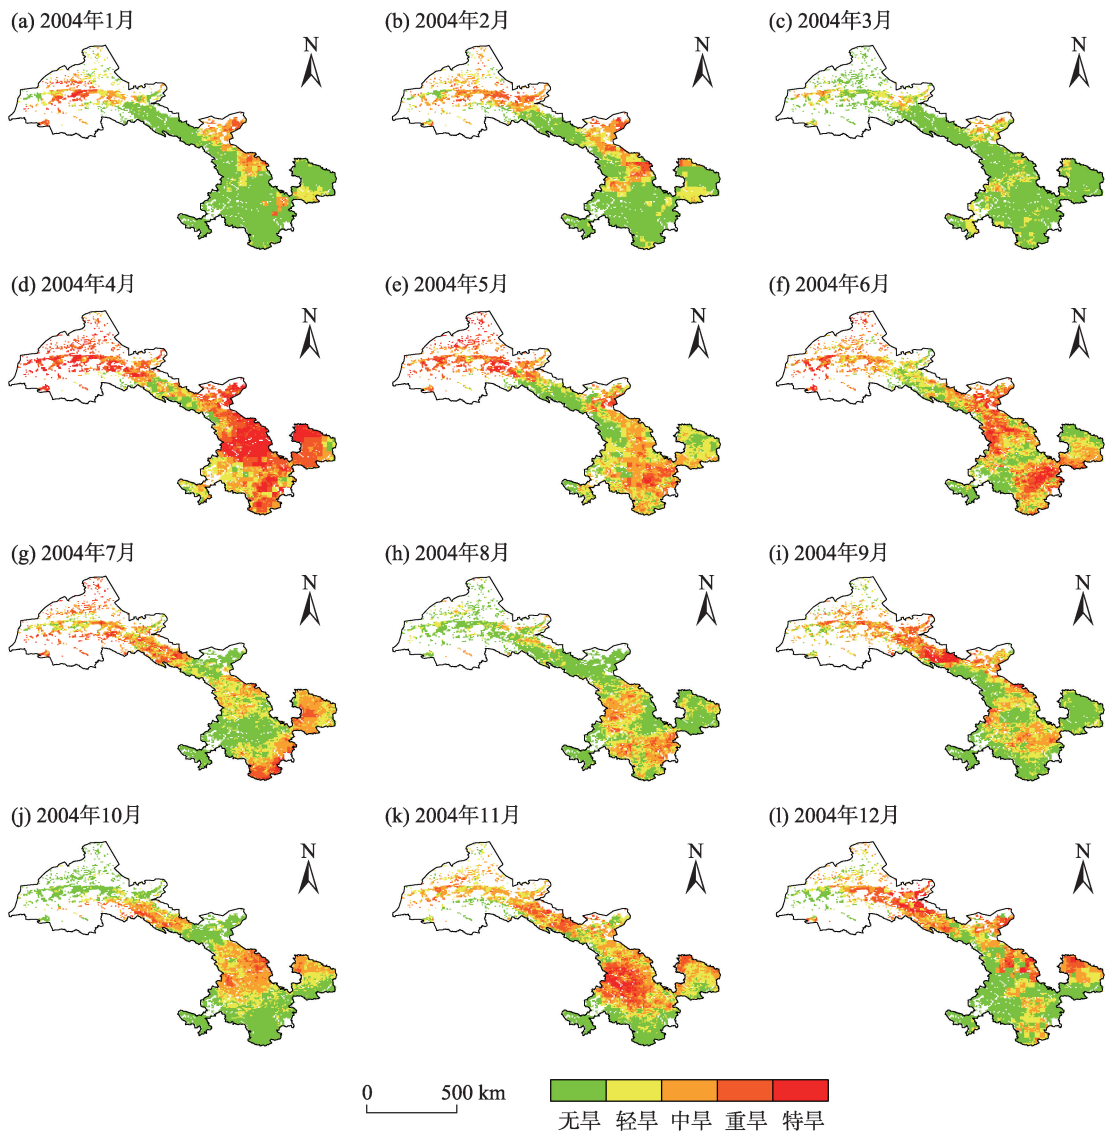 (a) 2004年1月
(b) 2004年2月
(c) 2004年3月
N
N
N
(d) 2004年4月
(e) 2004年5月
(f) 2004年6月
N
N
N
(g) 2004年7月
(h) 2004年8月
(i) 2004年9月
N
N
N
(j) 2004年10月
(k) 2004年11月
(l) 2004年12月
N
N
N
0 500 km
无旱 轻旱 中旱 重旱 特旱